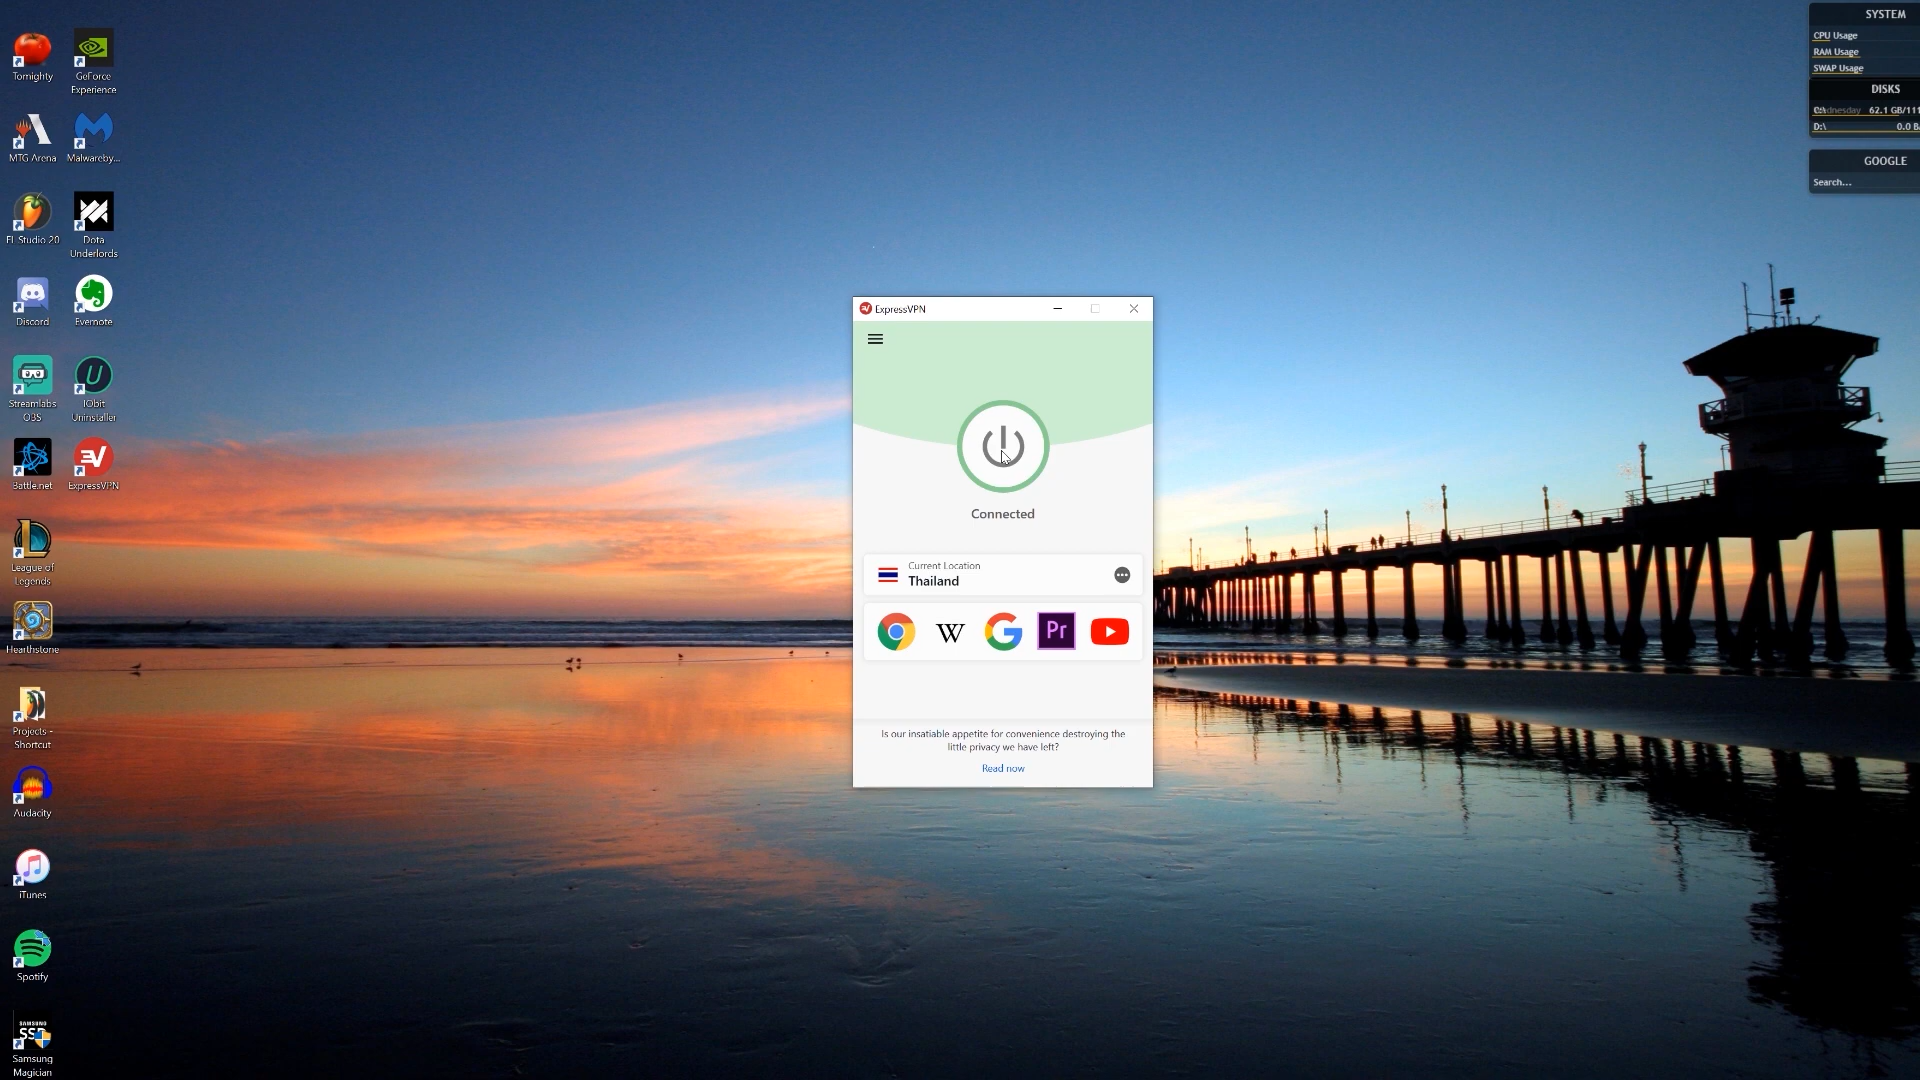 Tomighty
GeForce
Experience
MTG Arena
Malwareby...
FL Studio 20
Dota
Underlords
Discord
Evernote
Streamlabs
OBS
IObit
Uninstaller
Battle.net
ExpressVPN
League of
Legends
Hearthstone
Projects -
Shortcut
Audacity
iTunes
Spotify
SAMSUNG
SSD
Samsung
Magician
ExpressVPN
Connected
Current Location
Thailand
W
G
Pr
Is our insatiable appetite for convenience destroying the
little privacy we have left?
Read now
SYSTEM
CPU Usage
RAM Usage
SWAP Usage
DISKS
C:\ 62.1 GB/111
D:\ 0.0 B
GOOGLE
Search...